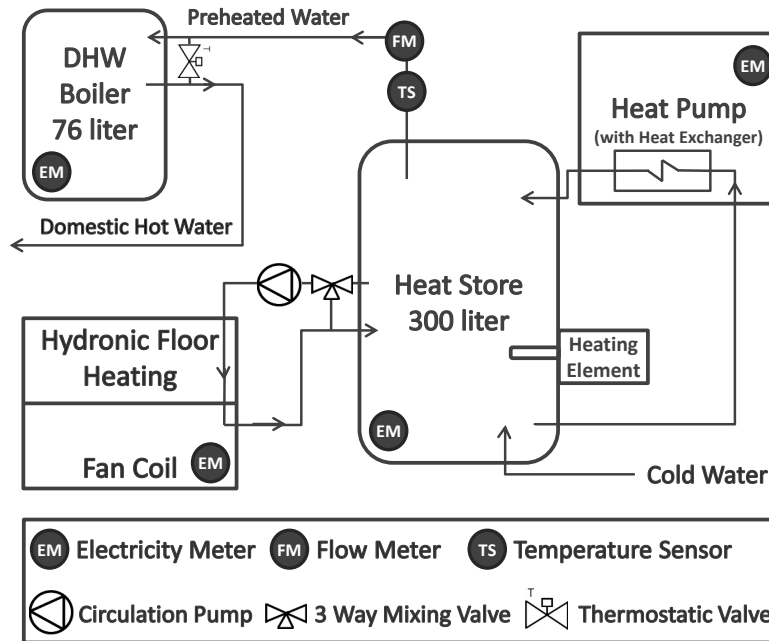 Preheated Water
FM
TS
DHW
Boiler
76 liter
EM
T
Domestic Hot Water
EM
Heat Pump
(with Heat Exchanger)
Heat Store
300 liter
Heating
Element
EM
Cold Water
Hydronic Floor
Heating
Fan Coil
EM
EM Electricity Meter FM Flow Meter TS Temperature Sensor
T
Circulation Pump 3 Way Mixing Valve Thermostatic Valve